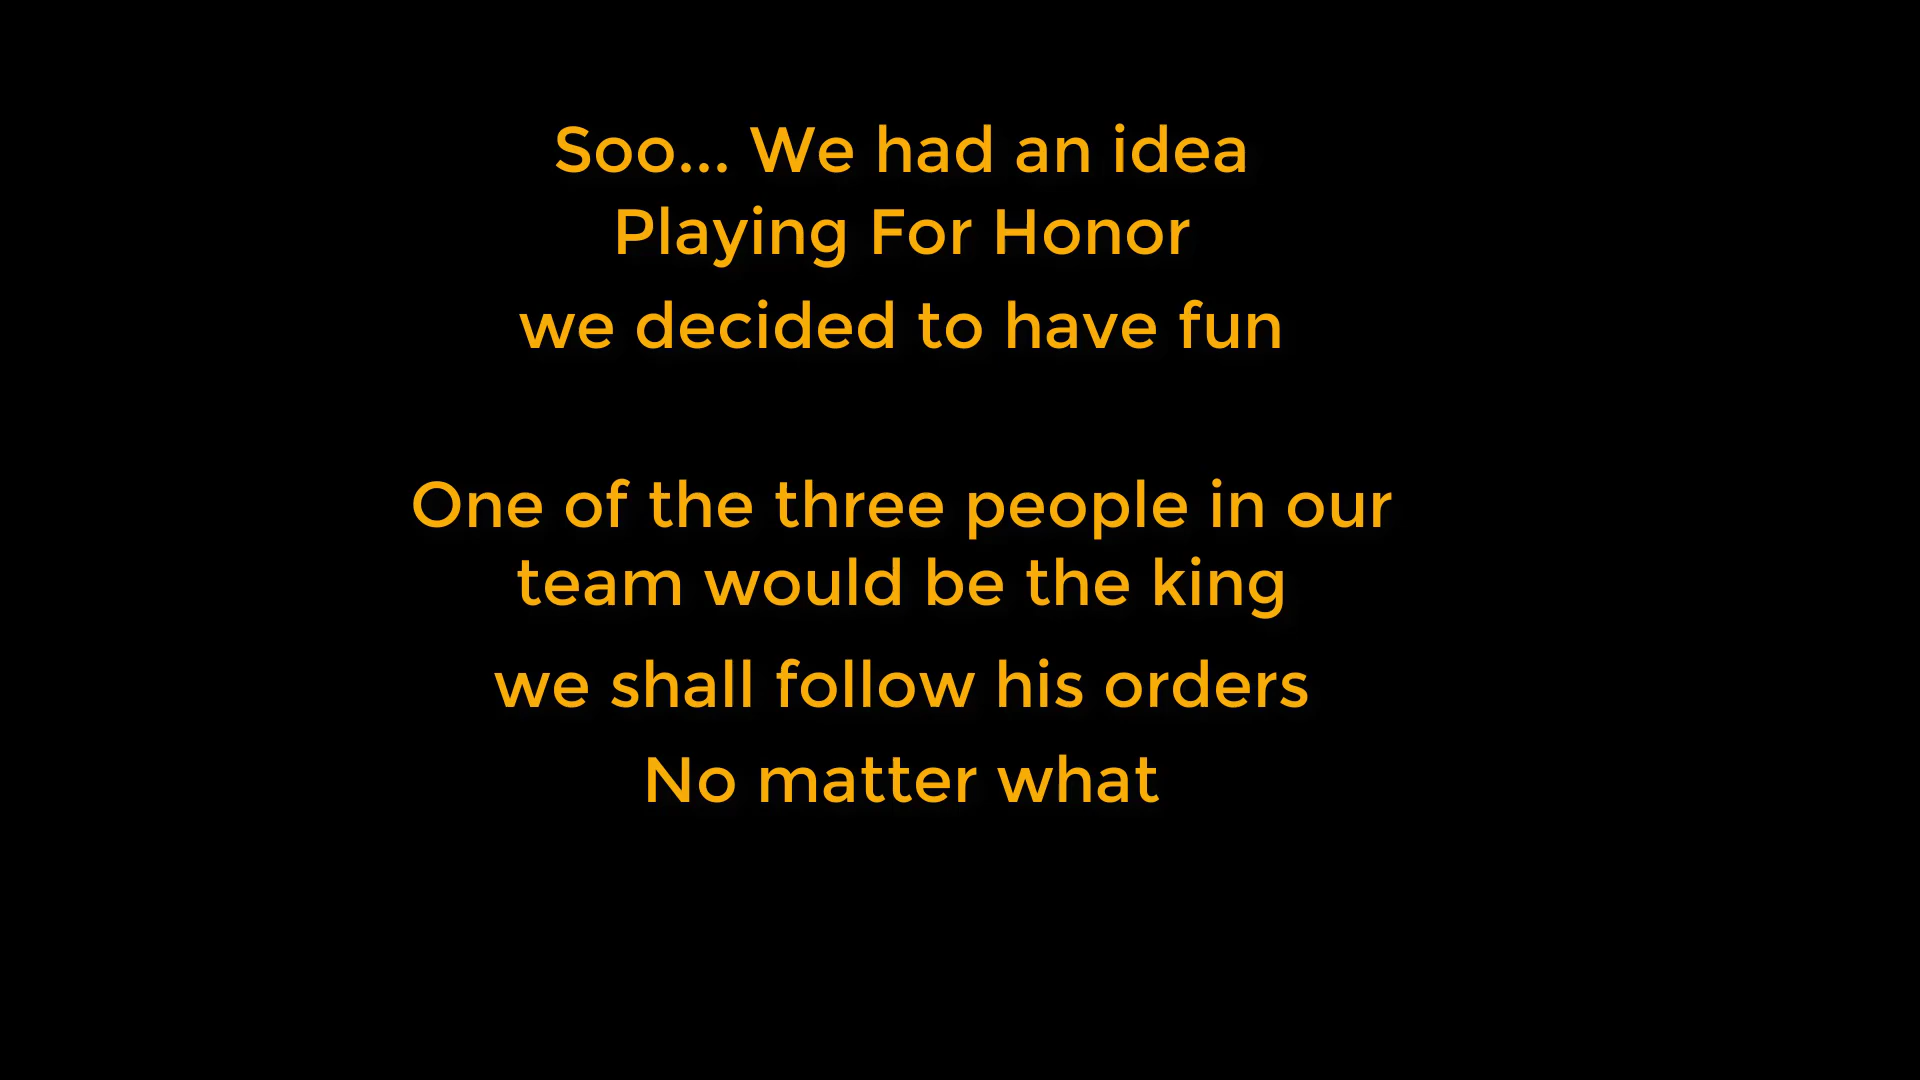 Soo... We had an idea
Playing For Honor
we decided to have fun
One of the three people in our
team would be the king
we shall follow his orders
No matter what